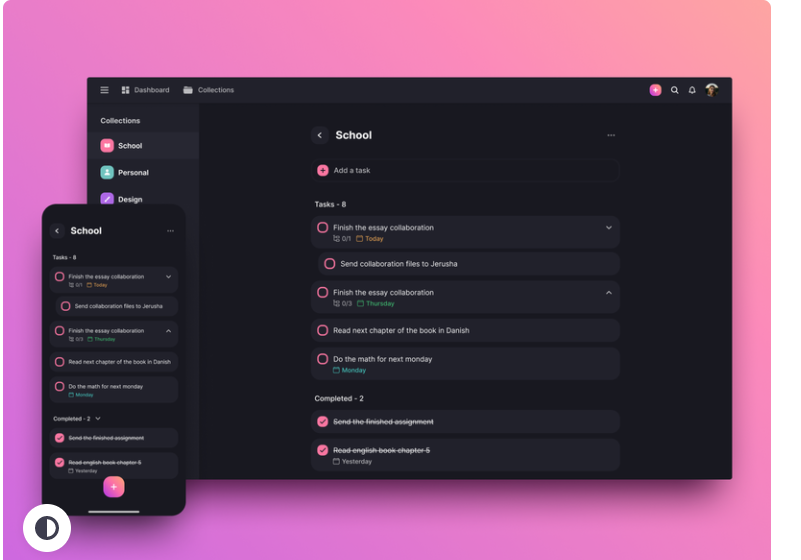 Dashboard
Collections
Collections
School
Personal
Design
School
Add a task
Tasks - 8
Finish the essay collaboration
0/1 Today
Send collaboration files to Jerusha
Finish the essay collaboration
0/3 Thursday
Read next chapter of the book in Danish
Do the math for next monday
Monday
Completed - 2
Send the finished assignment
Read english book chapter 5
Yesterday
School
Tasks - 8
Finish the essay collaboration
0/1 Today
Send collaboration files to Jerusha
Finish the essay collaboration
0/3 Thursday
Read next chapter of the book in Danish
Do the math for next monday
Monday
Completed - 2
Send the finished assignment
Read english book chapter 5
Yesterday